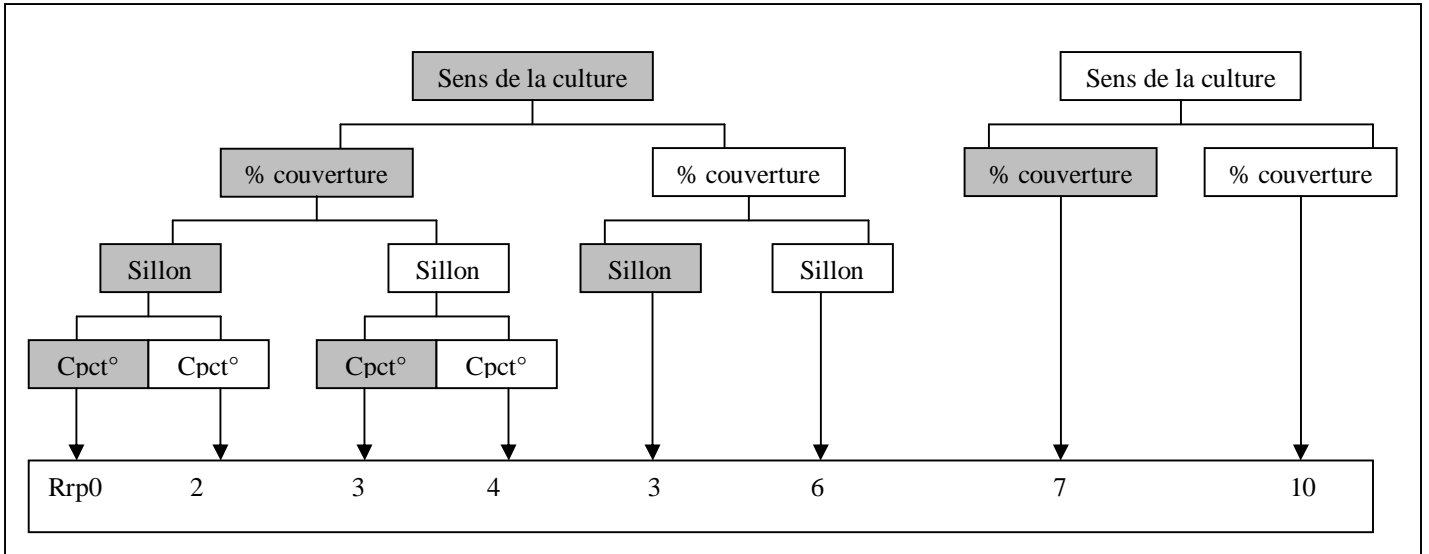 Sens de la culture
Sens de la culture
% couverture
% couverture
% couverture
% couverture
Sillon
Sillon
Sillon
Sillon
Cpct°
Cpct°
Cpct°
Cpct°
Rrp0 2 3 4 3 6 7 10